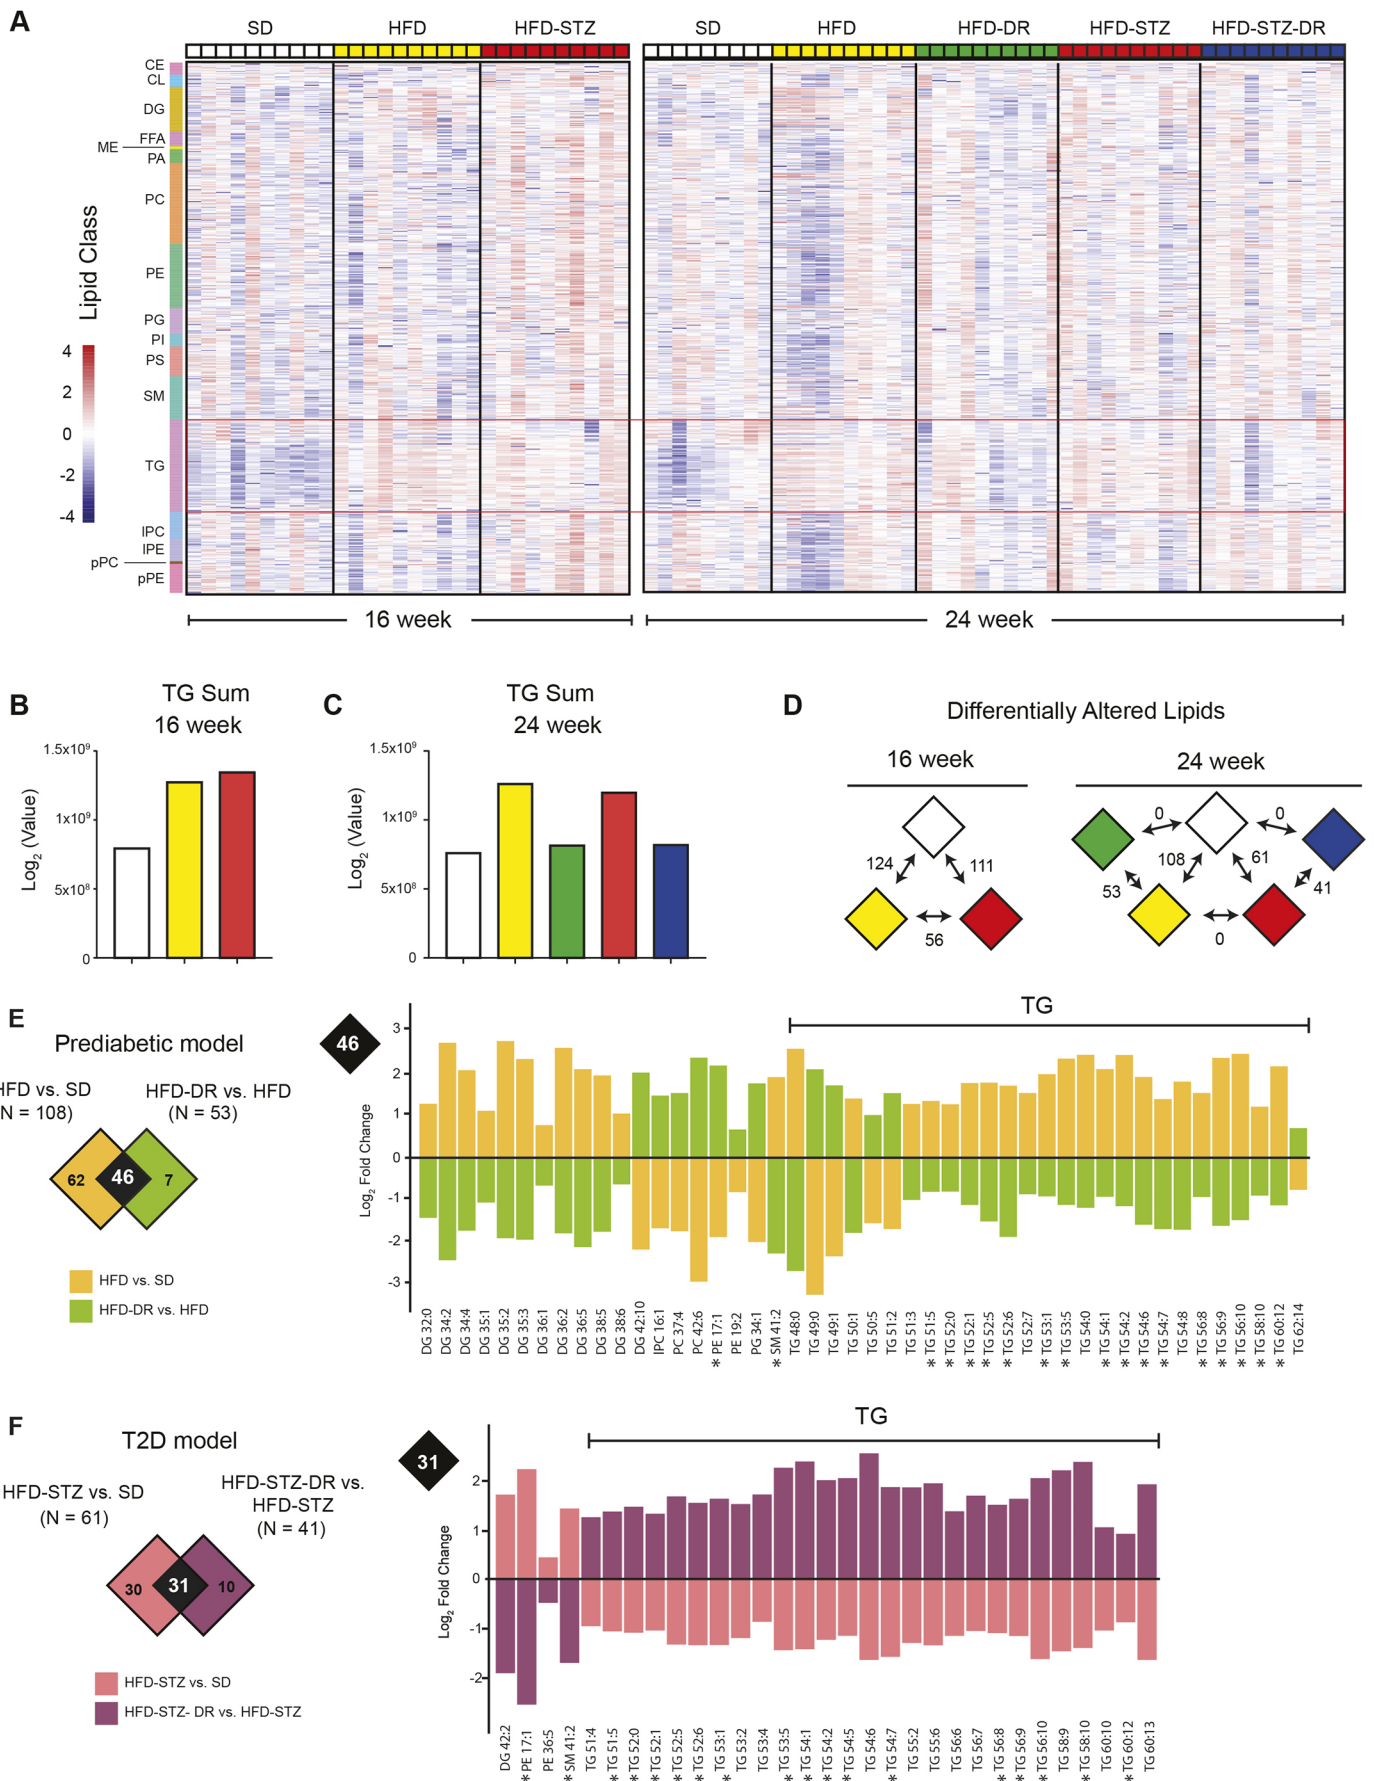 A
SD HFD HFD-STZ SD HFD HFD-DR HFD-STZ HFD-STZ-DR
CE
CL
DG
FFA
ME
PA
PC
PE
PG
PI
PS
SM
TG
lPC
lPE
pPC
pPE
Lipid Class
4
2
0
-2
-4
16 week 24 week
B TG Sum
16 week
Log2 (Value)
1.5x10⁹
1x10⁹
5x10⁸
0
C TG Sum
24 week
Log2 (Value)
1.5x10⁹
1x10⁹
5x10⁸
0
D Differentially Altered Lipids
16 week 24 week
124 111
56
0 0
108 61
53 41
0
E
Prediabetic model
HFD vs. SD HFD-DR vs. HFD
N = 108) (N = 53)
62 46 7
HFD vs. SD
HFD-DR vs. HFD
46
TG
Log2 Fold Change
3
2
1
0
-1
-2
-3
DG 32:0
DG 34:2
DG 34:4
DG 35:1
DG 35:2
DG 35:3
DG 36:1
DG 36:2
DG 36:5
DG 38:5
DG 38:6
DG 42:10
lPC 16:1
PC 37:4
PC 42:6
* PE 17:1
PE 19:2
PG 34:1
* SM 41:2
TG 48:0
TG 49:0
TG 49:1
TG 50:1
TG 50:5
TG 51:2
TG 51:3
* TG 51:5
* TG 52:0
* TG 52:1
* TG 52:5
* TG 52:6
TG 52:7
* TG 53:1
* TG 53:5
TG 54:0
* TG 54:1
* TG 54:2
* TG 54:6
* TG 54:7
TG 54:8
* TG 56:8
* TG 56:9
* TG 56:10
* TG 58:10
* TG 60:12
TG 62:14
F
T2D model
HFD-STZ vs. SD
(N = 61)
HFD-STZ-DR vs.
HFD-STZ
(N = 41)
30 31 10
HFD-STZ vs. SD
HFD-STZ- DR vs. HFD-STZ
31
TG
Log2 Fold Change
2
1
0
-1
-2
DG 42:2
* PE 17:1
PE 36:5
* SM 41:2
TG 51:4
* TG 51:5
* TG 52:0
* TG 52:1
* TG 52:5
* TG 52:6
* TG 53:1
TG 53:2
TG 53:4
* TG 53:5
* TG 54:1
* TG 54:2
* TG 54:5
TG 54:6
* TG 54:7
TG 55:2
TG 55:6
TG 56:6
TG 56:7
* TG 56:8
* TG 56:9
* TG 56:10
TG 58:9
* TG 58:10
TG 60:10
* TG 60:12
TG 60:13